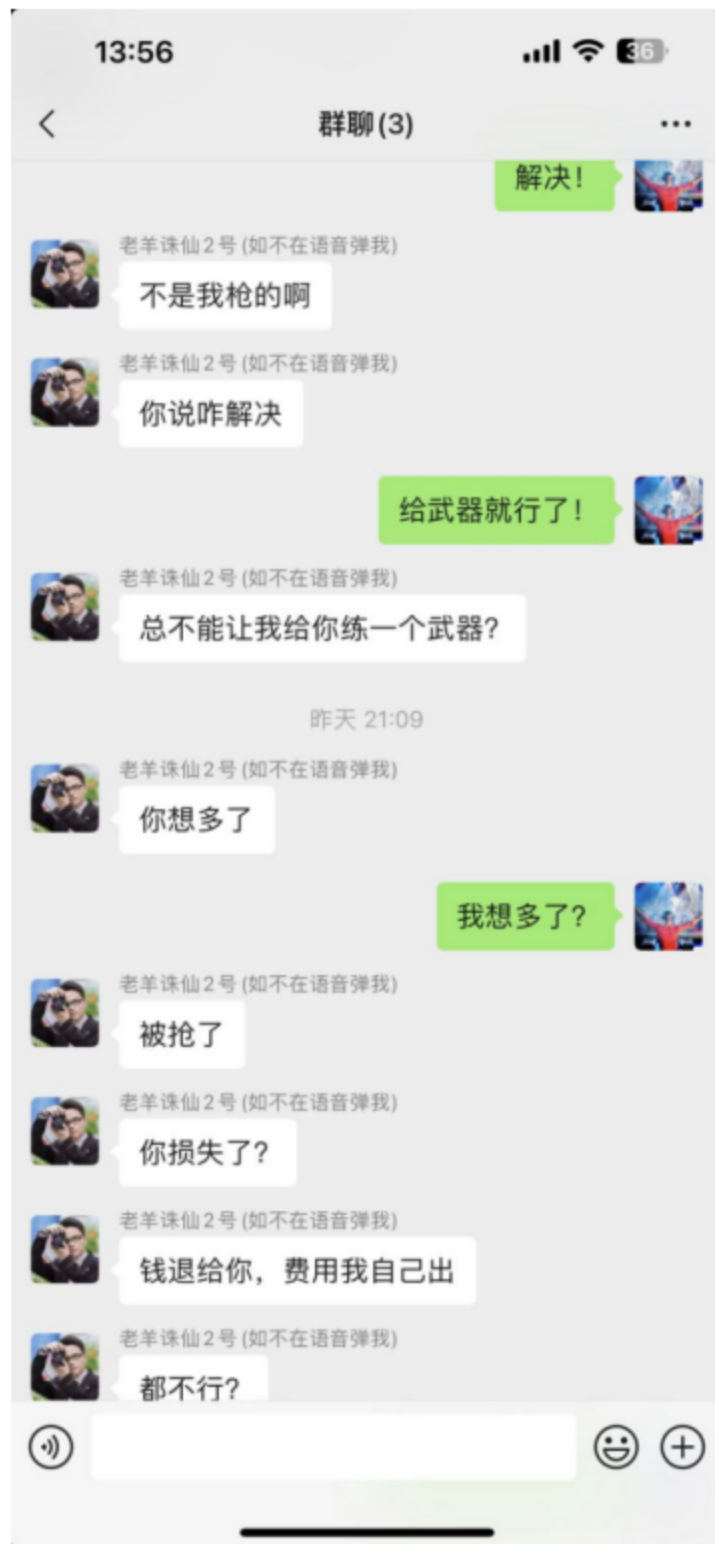 13:56
36
群聊(3)
解决!
老羊诛仙2号(如不在语音弹我)
不是我枪的啊
老羊诛仙2号(如不在语音弹我)
你说咋解决
给武器就行了!
老羊诛仙2号(如不在语音弹我)
总不能让我给你练一个武器?
昨天 21:09
老羊诛仙2号(如不在语音弹我)
你想多了
我想多了?
老羊诛仙2号(如不在语音弹我)
被抢了
老羊诛仙2号(如不在语音弹我)
你损失了?
老羊诛仙2号(如不在语音弹我)
钱退给你，费用我自己出
老羊诛仙2号(如不在语音弹我)
都不行?